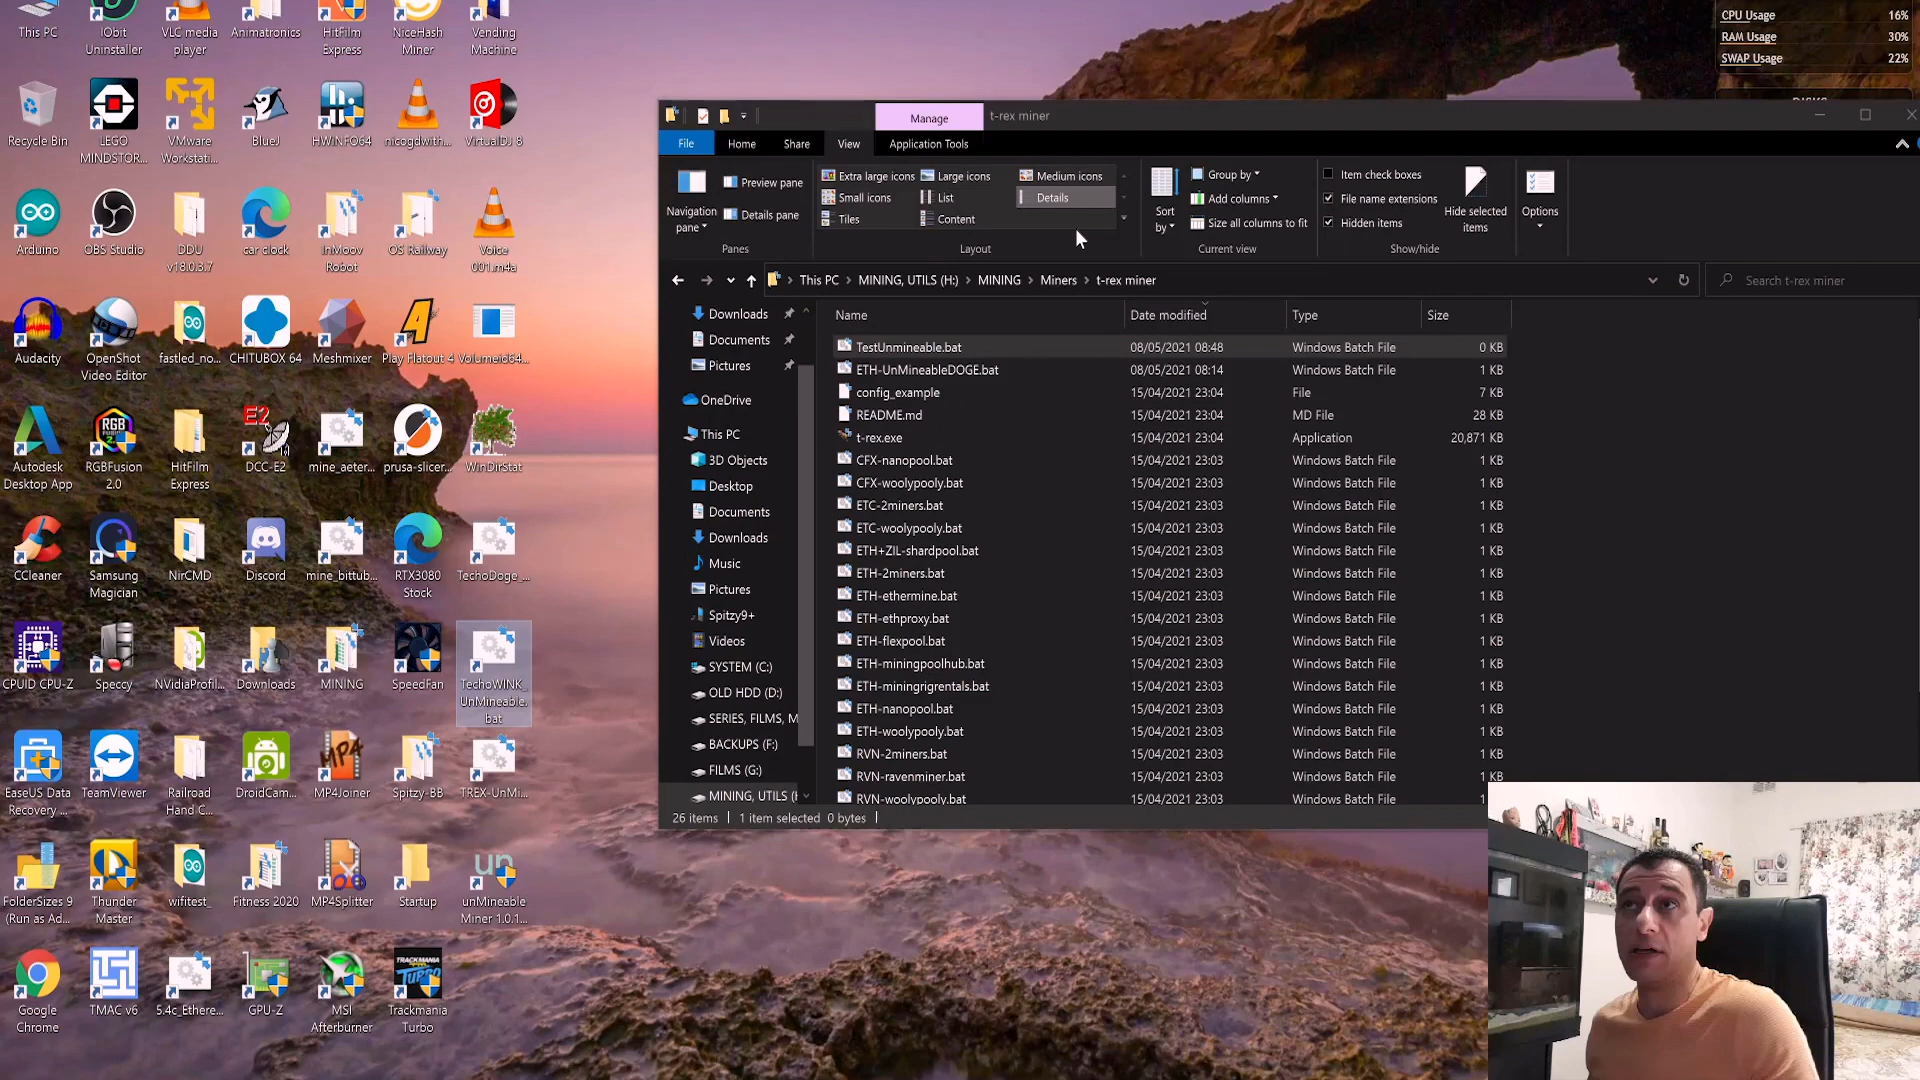 This PC
IObit
Uninstaller
VLC media
player
Animatronics
HitFilm
Express
NiceHash
Miner
Vending
Machine
Recycle Bin
LEGO
MINDSTOR...
VMware
Workstati...
BlueJ
HWiNFO64
nicogdwith...
VirtualDJ 8
Arduino
OBS Studio
DDU
v18.0.3.7
car clock
InMoov
Robot
OS Railway
Voice
001.m4a
Audacity
OpenShot
Video Editor
fastled_no...
CHITUBOX 64
Meshmixer
Play Flatout 4
Volumeid64...
Autodesk
Desktop App
RGBFusion
2.0
HitFilm
Express
E2
DCC-E2
mine_aeter...
prusa-slicer...
WinDirStat
CCleaner
Samsung
Magician
NirCMD
Discord
mine_bittub...
RTX3080
Stock
TechoDoge_...
CPUID CPU-Z
Speccy
NVidiaProfil...
Downloads
MINING
SpeedFan
TechoWINK_
UnMineable.
bat
EaseUS Data
Recovery ...
TeamViewer
Railroad
Hand C...
DroidCam...
MP4
MP4Joiner
Spitzy-BB
TREX-UnMi...
FolderSizes 9
(Run as Ad...
Thunder
Master
wifitest_
Fitness 2020
MP4Splitter
Startup
un
unMineable
Miner 1.0.1...
Google
Chrome
TMAC v6
5.4c_Ethere...
GPU-Z
MSI
Afterburner
TRACKMANIA
TURBO
Trackmania
Turbo
CPU Usage 16%
RAM Usage 30%
SWAP Usage 22%
Manage
t-rex miner
File
Home
Share
View
Application Tools
Navigation
pane
Preview pane
Details pane
Panes
Extra large icons
Large icons
Medium icons
Small icons
List
Details
Tiles
Content
Layout
Sort
by
Group by
Add columns
Size all columns to fit
Current view
Item check boxes
File name extensions
Hidden items
Hide selected
items
Show/hide
Options
This PC
MINING, UTILS (H:)
MINING
Miners
t-rex miner
Search t-rex miner
Downloads
Documents
Pictures
OneDrive
This PC
3D Objects
Desktop
Documents
Downloads
Music
Pictures
Spitzy9+
Videos
SYSTEM (C:)
OLD HDD (D:)
SERIES, FILMS, M
BACKUPS (F:)
FILMS (G:)
MINING, UTILS (H
Name Date modified Type Size
TestUnmineable.bat 08/05/2021 08:48 Windows Batch File 0 KB
ETH-UnMineableDOGE.bat 08/05/2021 08:14 Windows Batch File 1 KB
config_example 15/04/2021 23:04 File 7 KB
README.md 15/04/2021 23:04 MD File 28 KB
t-rex.exe 15/04/2021 23:04 Application 20,871 KB
CFX-nanopool.bat 15/04/2021 23:03 Windows Batch File 1 KB
CFX-woolypooly.bat 15/04/2021 23:03 Windows Batch File 1 KB
ETC-2miners.bat 15/04/2021 23:03 Windows Batch File 1 KB
ETC-woolypooly.bat 15/04/2021 23:03 Windows Batch File 1 KB
ETH+ZIL-shardpool.bat 15/04/2021 23:03 Windows Batch File 1 KB
ETH-2miners.bat 15/04/2021 23:03 Windows Batch File 1 KB
ETH-ethermine.bat 15/04/2021 23:03 Windows Batch File 1 KB
ETH-ethproxy.bat 15/04/2021 23:03 Windows Batch File 1 KB
ETH-flexpool.bat 15/04/2021 23:03 Windows Batch File 1 KB
ETH-miningpoolhub.bat 15/04/2021 23:03 Windows Batch File 1 KB
ETH-miningrigrentals.bat 15/04/2021 23:03 Windows Batch File 1 KB
ETH-nanopool.bat 15/04/2021 23:03 Windows Batch File 1 KB
ETH-woolypooly.bat 15/04/2021 23:03 Windows Batch File 1 KB
RVN-2miners.bat 15/04/2021 23:03 Windows Batch File 1 KB
RVN-ravenminer.bat 15/04/2021 23:03 Windows Batch File 1 KB
RVN-woolypooly.bat 15/04/2021 23:03 Windows Batch File 1
26 items 1 item selected 0 bytes